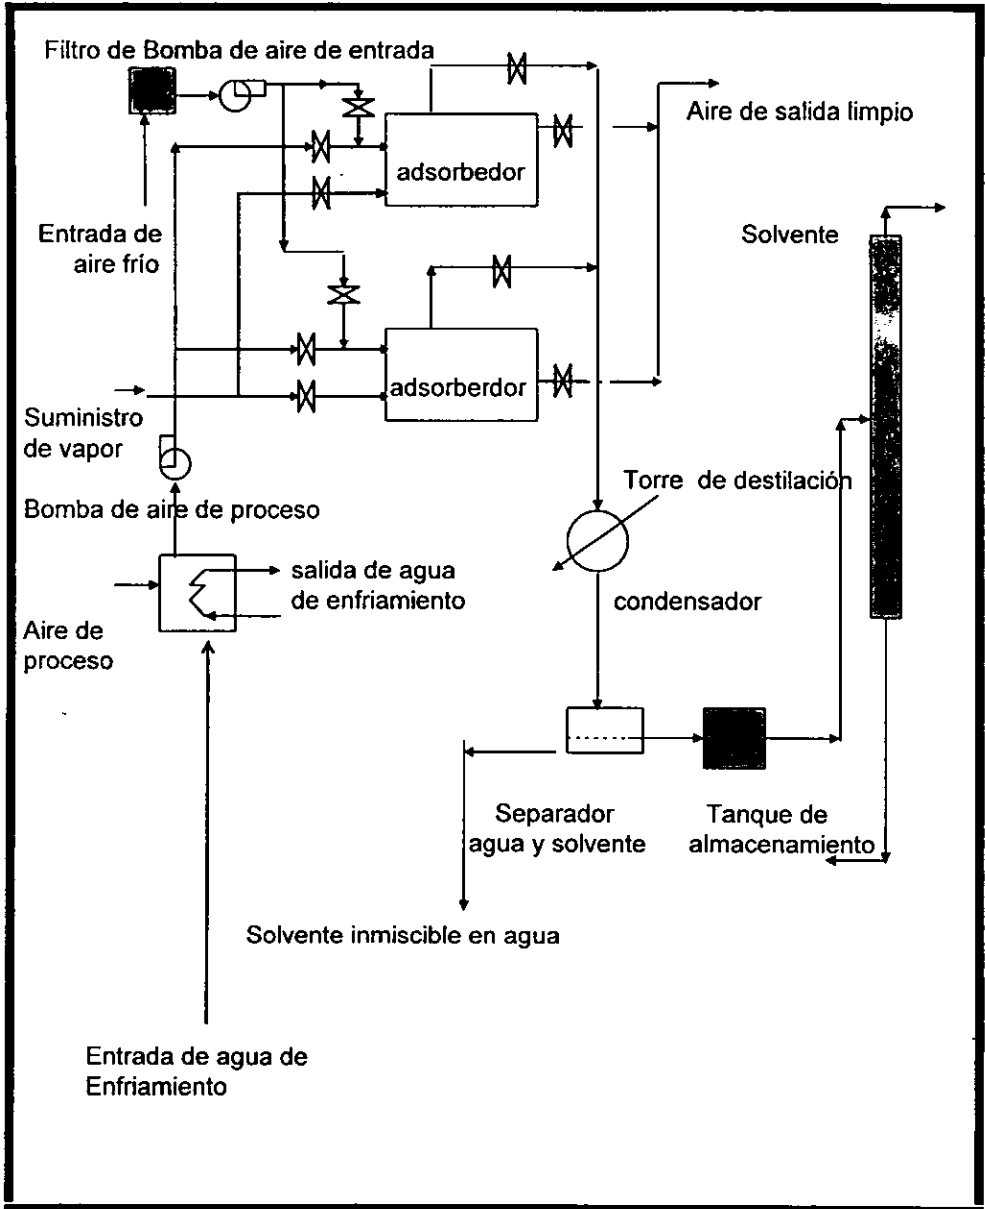 Filtro de Bomba de aire de entrada
Aire de salida limpio
adsorbedor
Entrada de
aire frío
Solvente
adsorberdor
Suministro
de vapor
Torre de destilación
Bomba de aire de proceso
salida de agua
de enfriamiento
condensador
Aire de
proceso
Separador
agua y solvente
Tanque de
almacenamiento
Solvente inmiscible en agua
Entrada de agua de
Enfriamiento